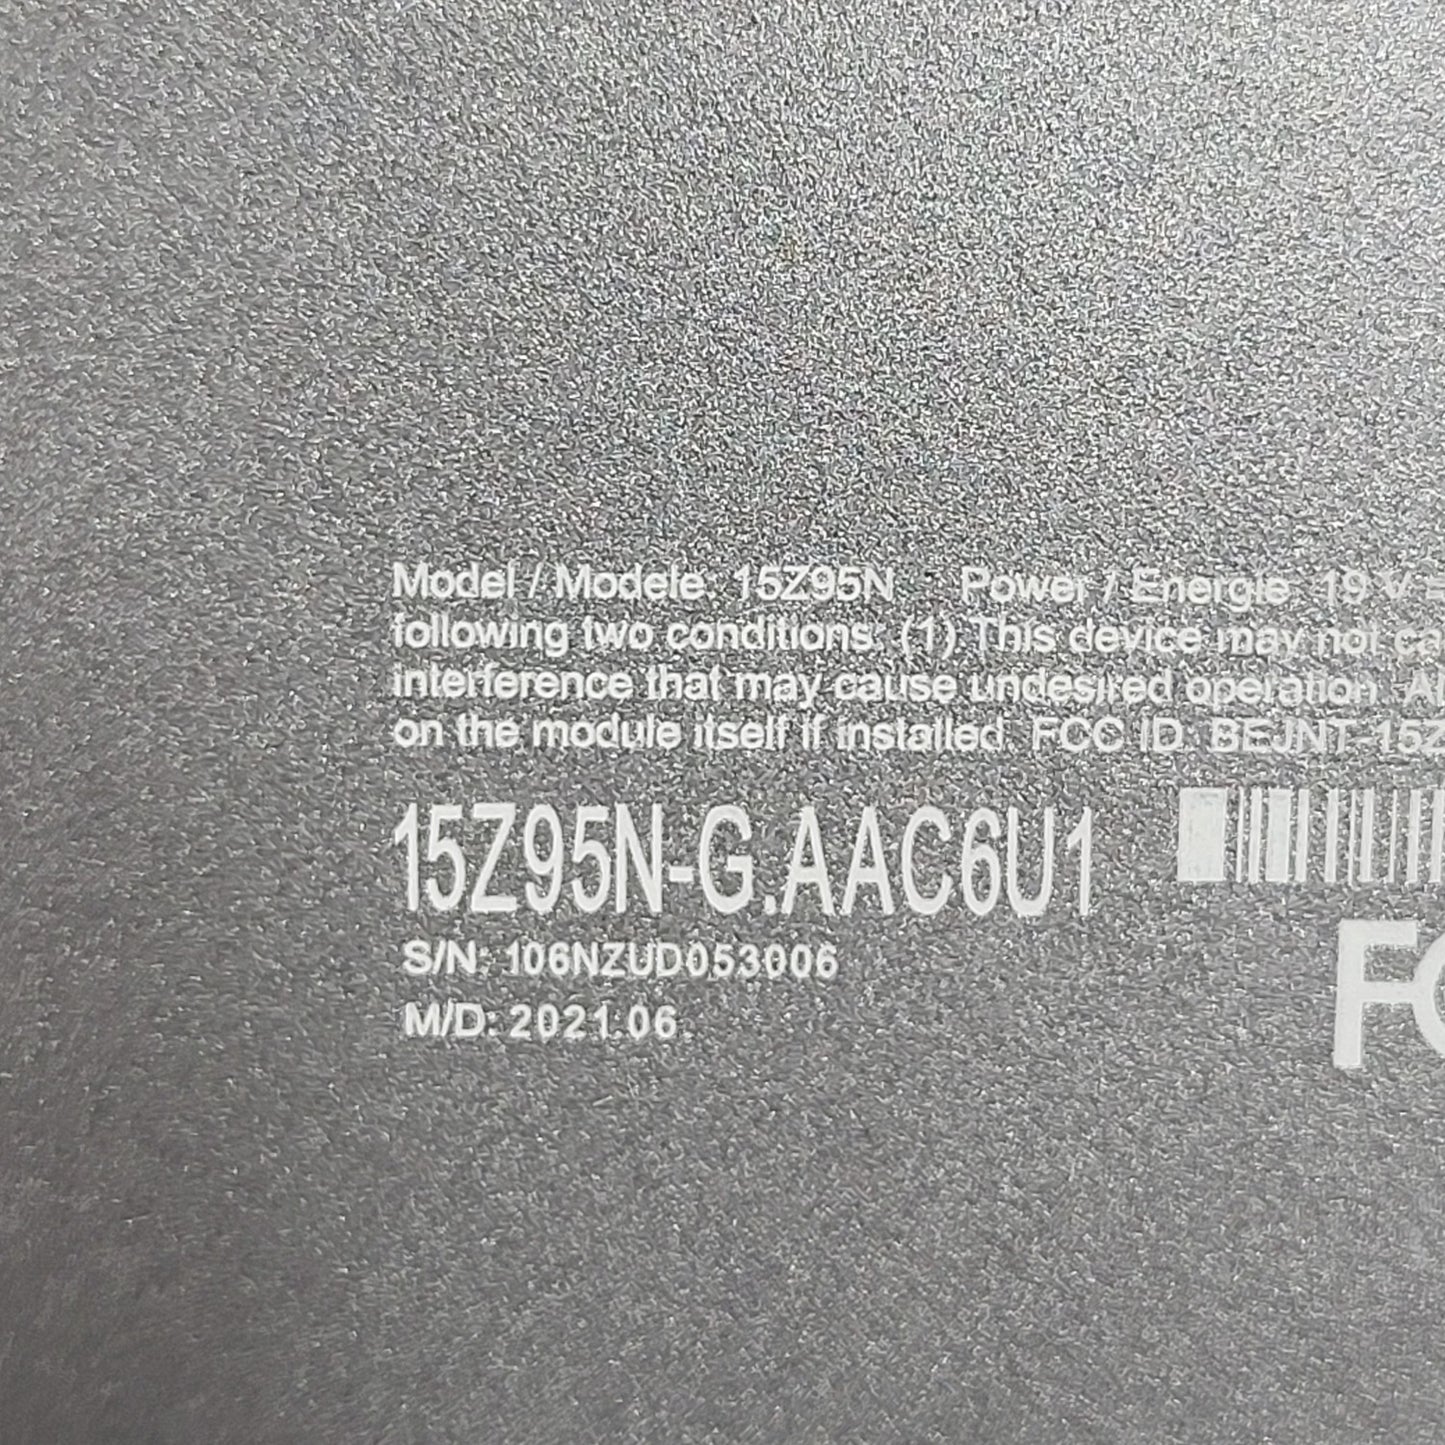 Model / Modele: 15Z95N Power / Energie: 19 V
following two conditions: (1) This device may not
interference that may cause undesired operation.
on the module itself if installed. FCC ID: BEJNT-15Z
15Z95N-G.AAC6U1
S/N: 106NZUD053006
M/D: 2021.06